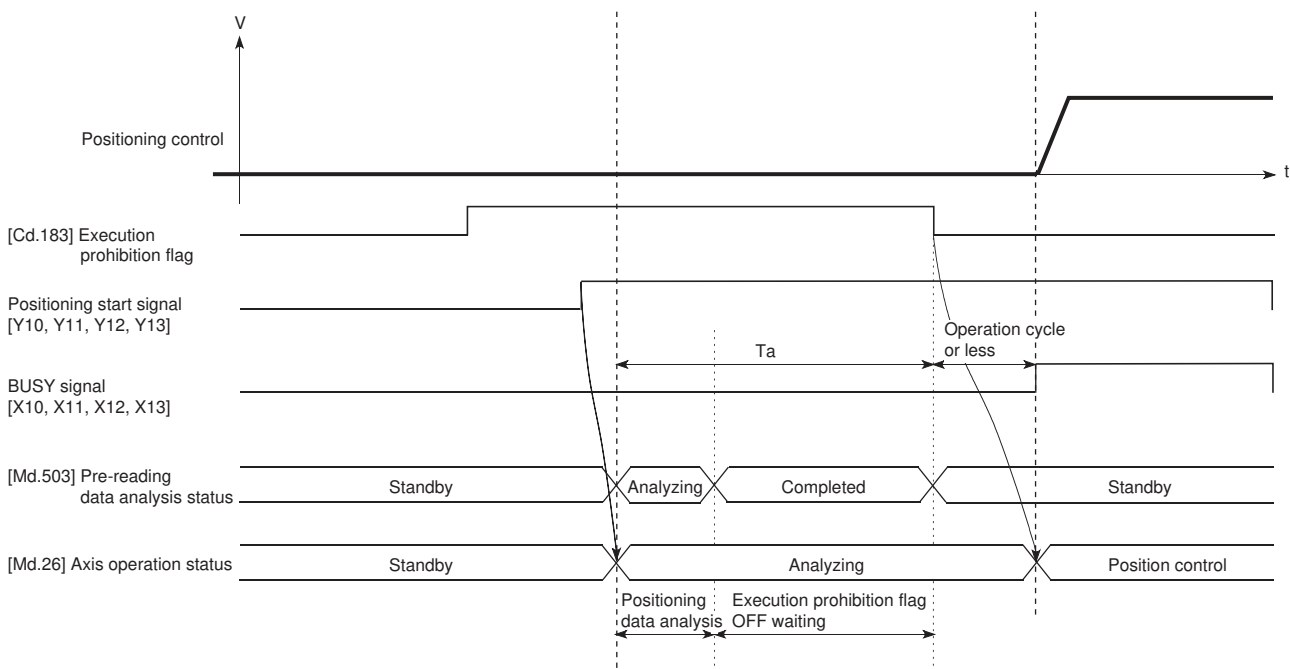 V
Positioning control
t
[Cd.183] Execution
prohibition flag
Positioning start signal
[Y10, Y11, Y12, Y13]
Operation cycle
or less
Ta
BUSY signal
[X10, X11, X12, X13]
[Md.503] Pre-reading
data analysis status
Standby
Analyzing
Completed
Standby
[Md.26] Axis operation status
Standby
Analyzing
Position control
Positioning
data analysis
Execution prohibition flag
OFF waiting